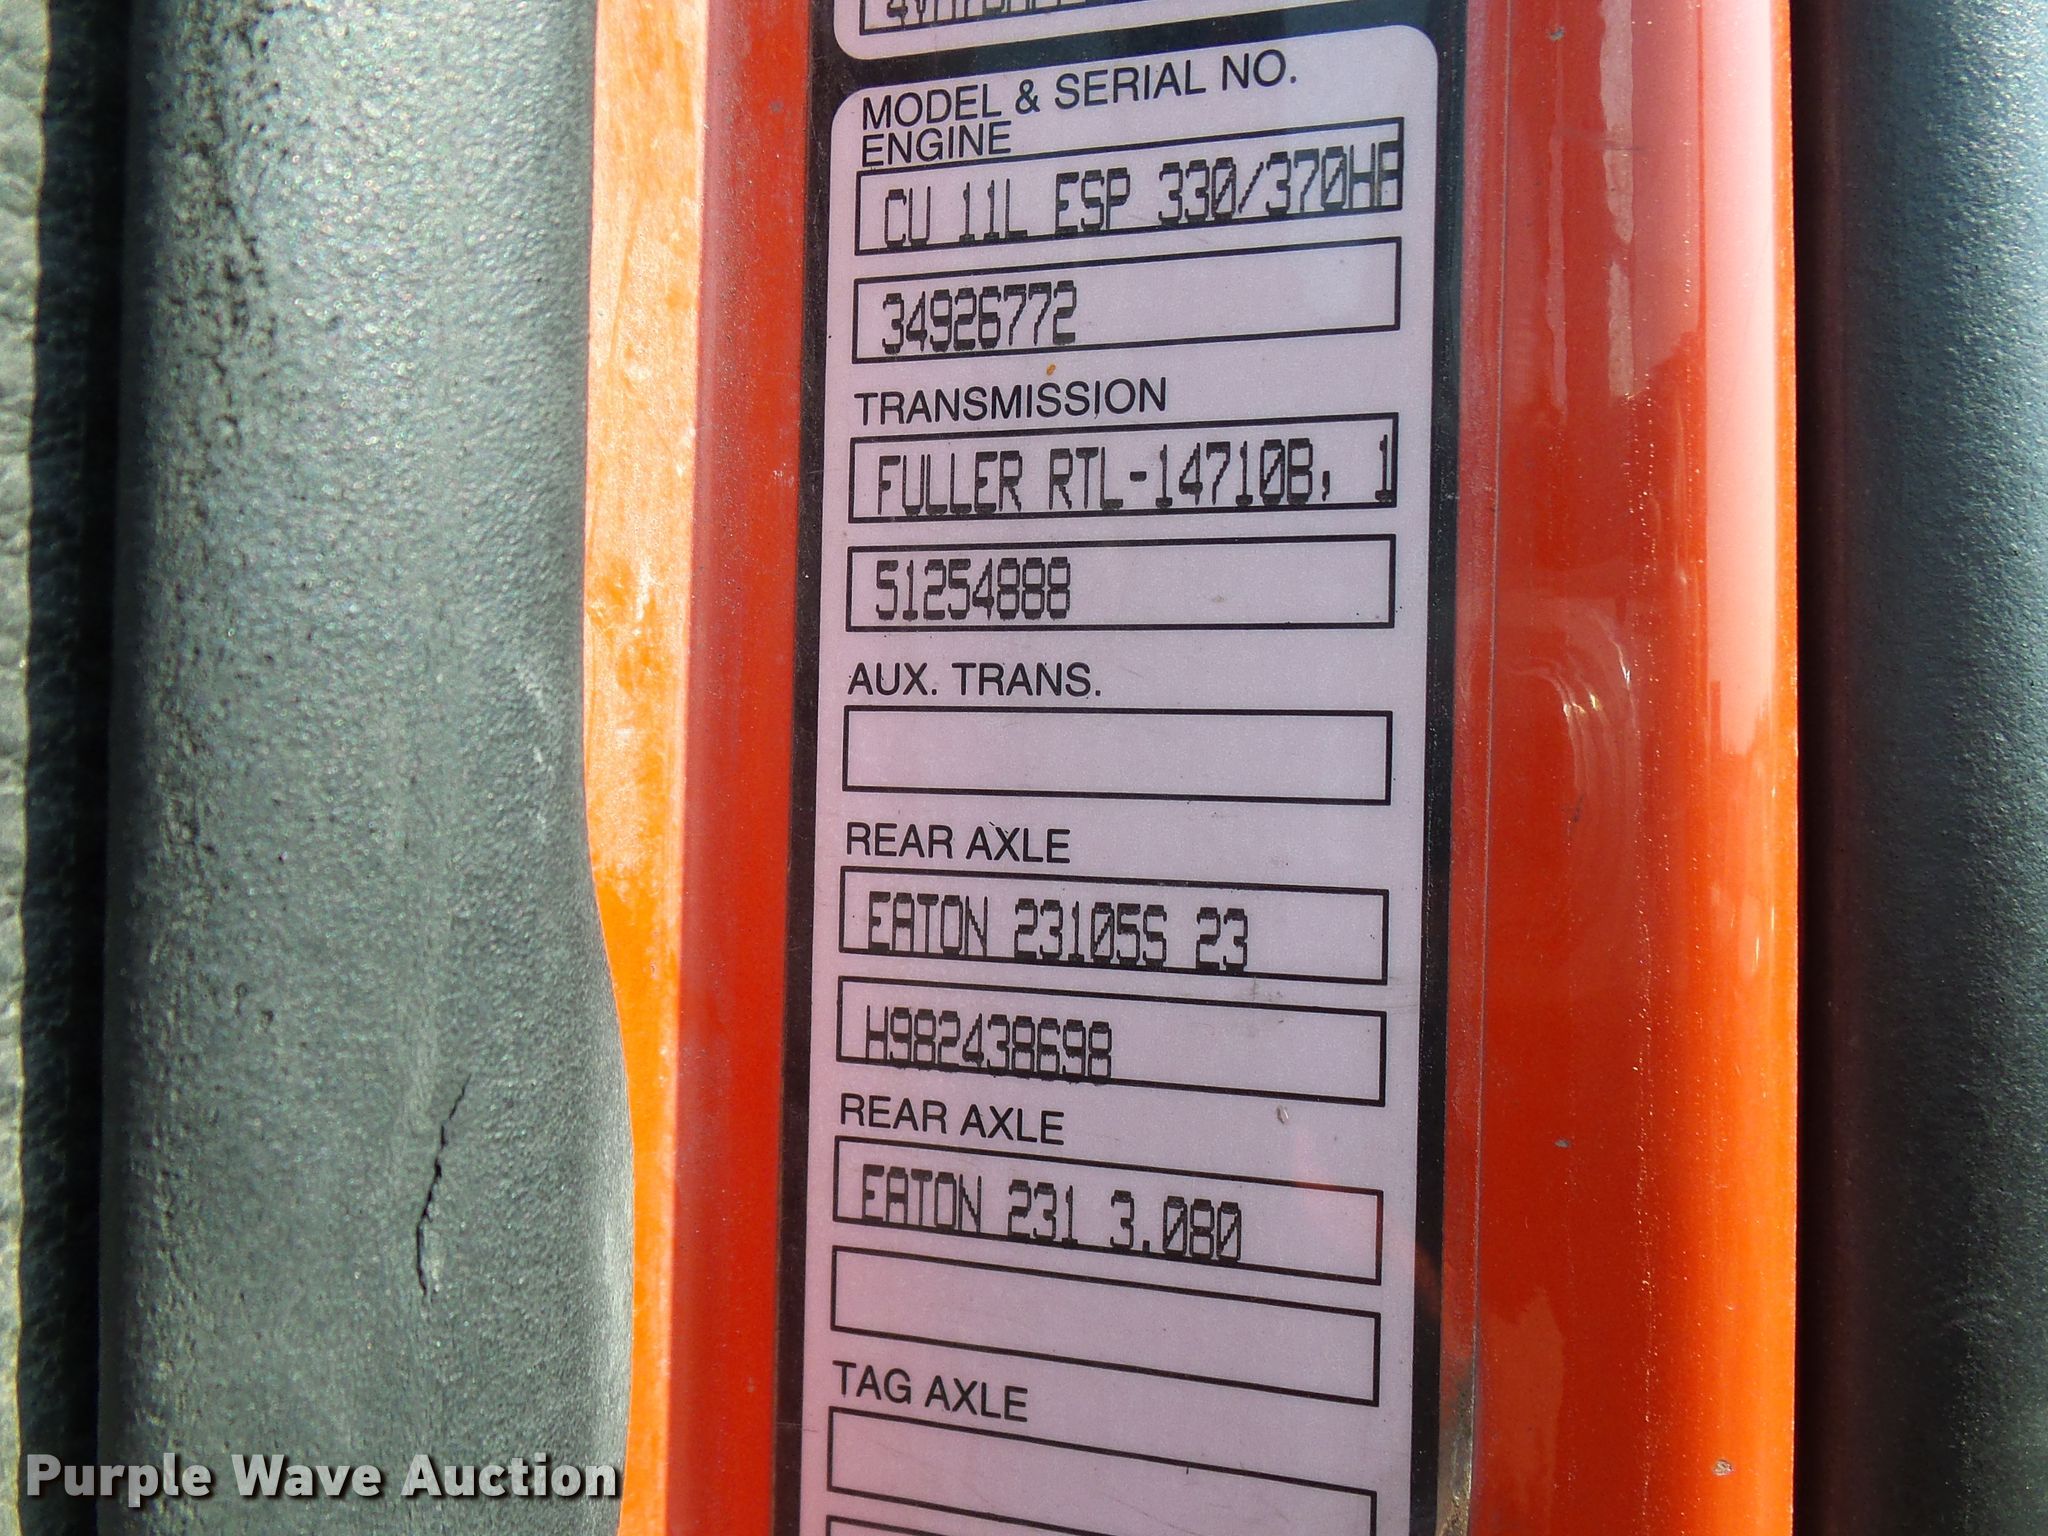 MODEL & SERIAL NO.
ENGINE
CU 11L ESP 330/370HP
34926772
TRANSMISSION
FULLER RTL-14710B, 1
S1254888
AUX. TRANS.
REAR AXLE
EATON 23105S 23
H982438698
REAR AXLE
EATON 231 3.080
TAG AXLE
Purple Wave Auction